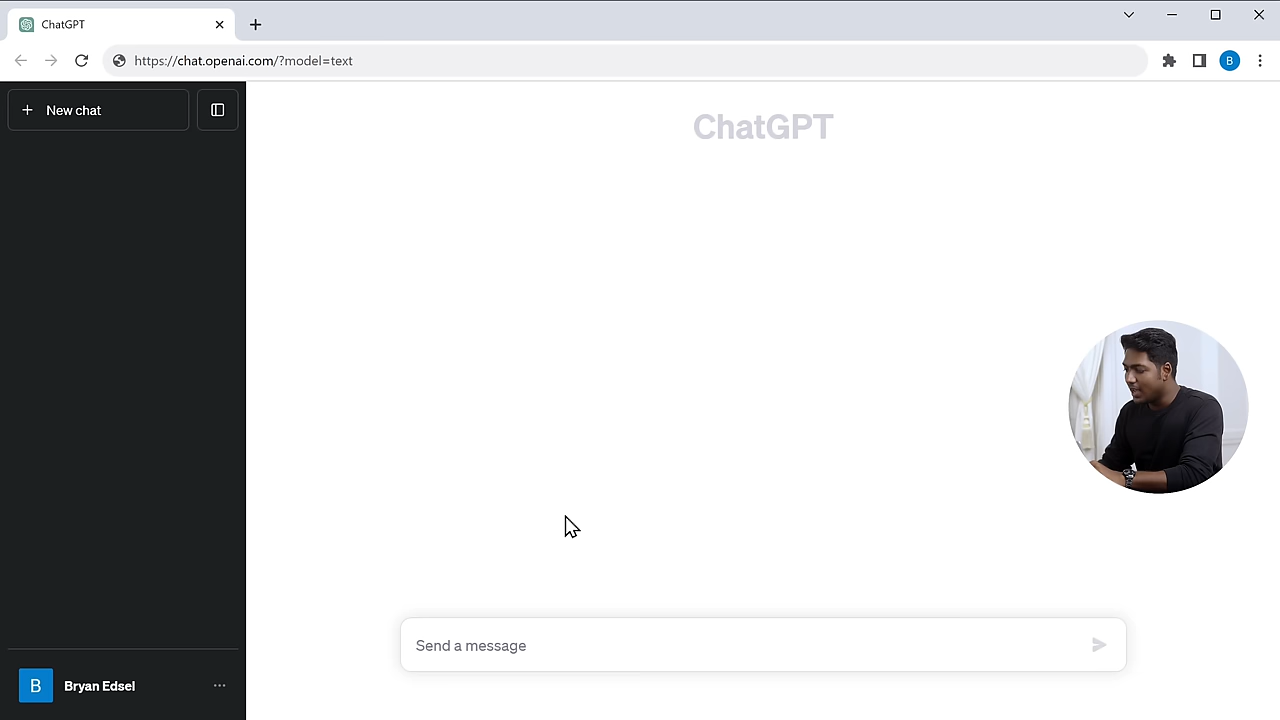 ChatGPT
https://chat.openai.com/?model=text
B
New chat
ChatGPT
Send a message
B
Bryan Edsel